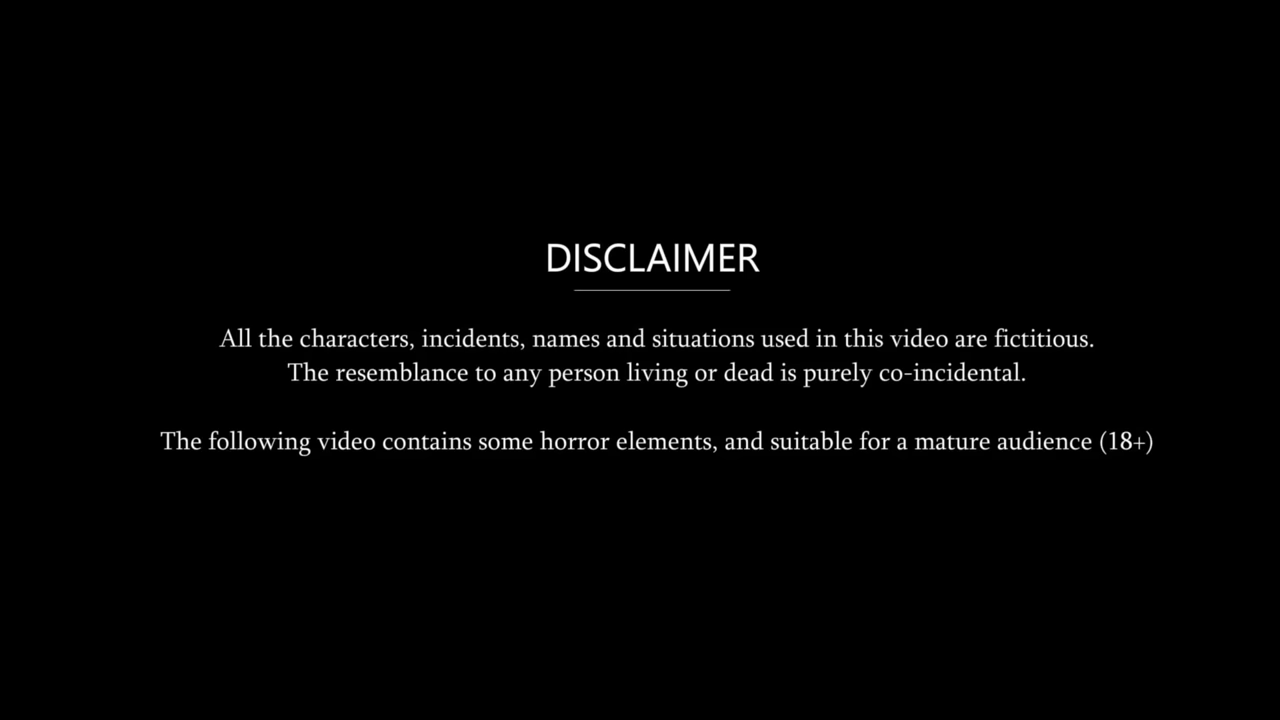 DISCLAIMER
All the characters, incidents, names and situations used in this video are fictitious.
The resemblance to any person living or dead is purely co-incidental.
The following video contains some horror elements, and suitable for a mature audience (18+)